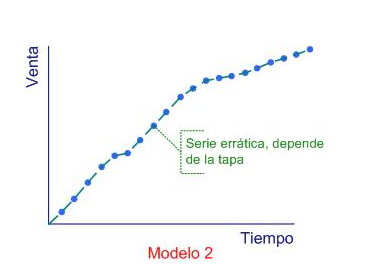 Venta
Serie errática, depende
de la tapa
Tiempo
Modelo 2